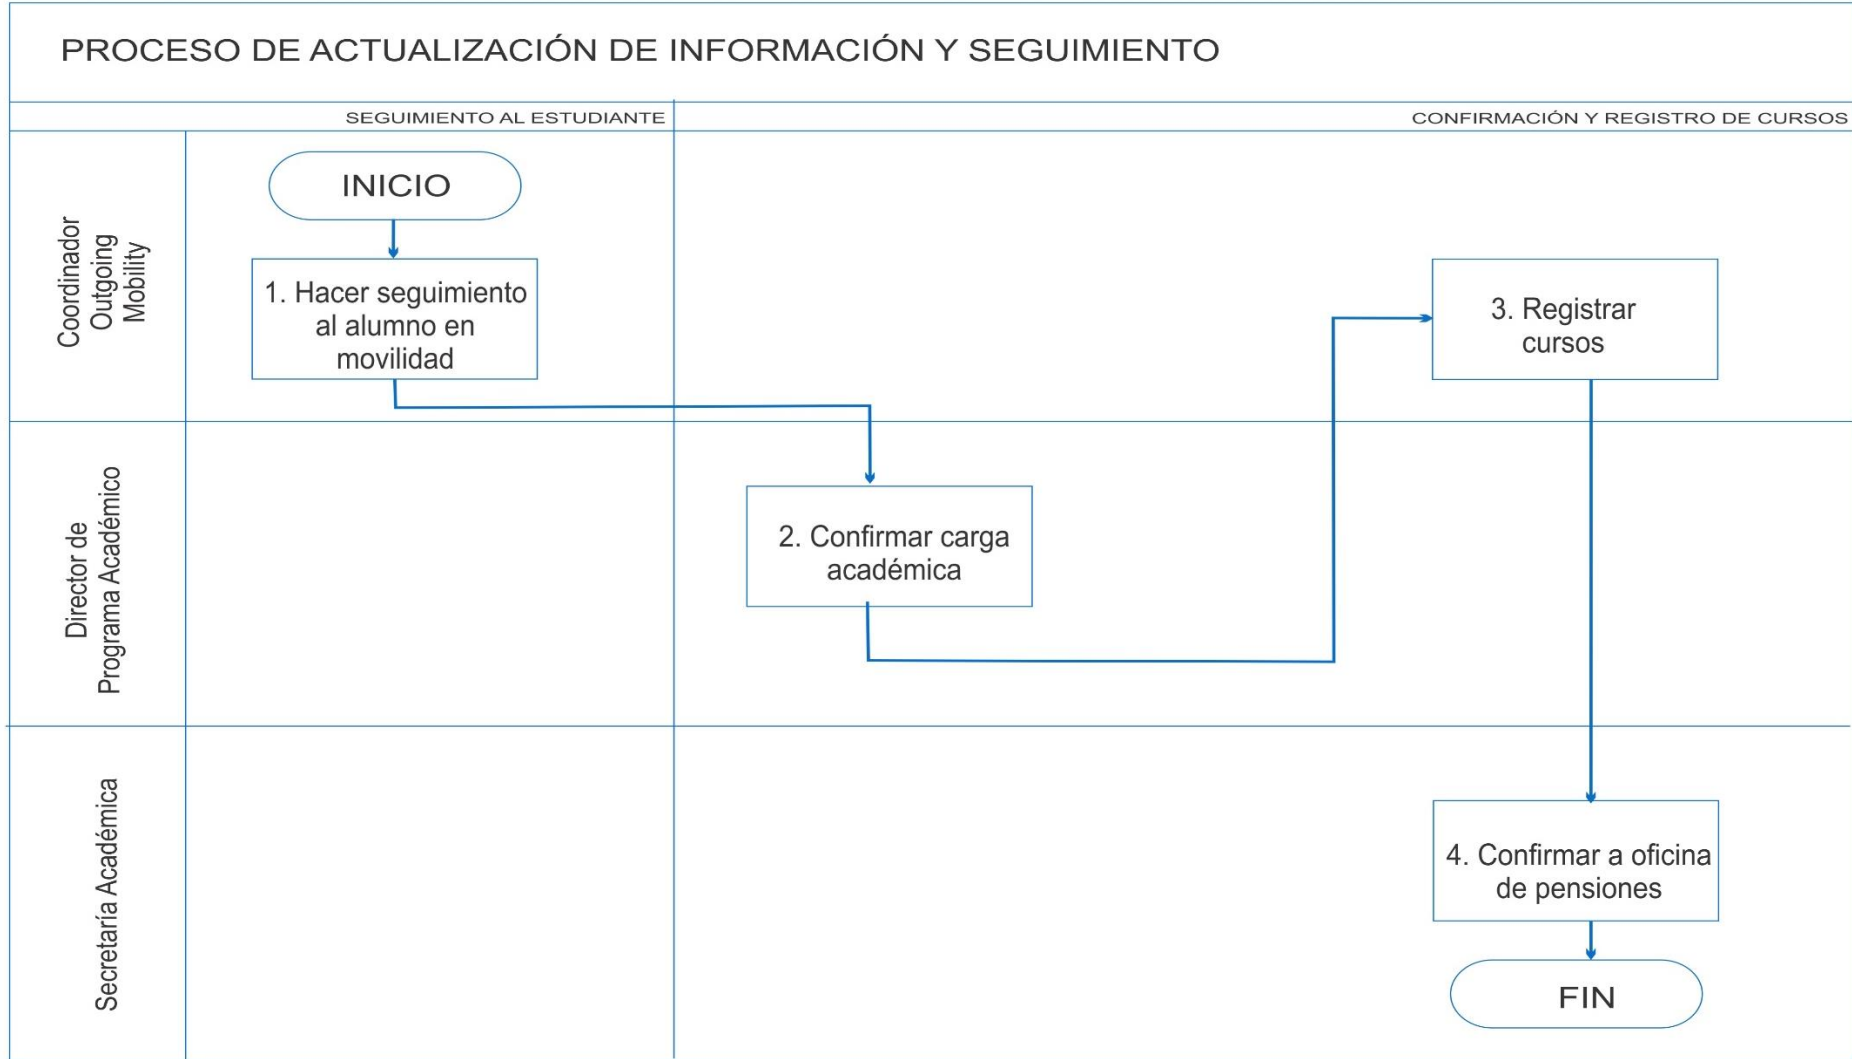 PROCESO DE ACTUALIZACIÓN DE INFORMACIÓN Y SEGUIMIENTO
SEGUIMIENTO AL ESTUDIANTE
CONFIRMACIÓN Y REGISTRO DE CURSOS
Coordinador
Outgoing
Mobility
INICIO
1. Hacer seguimiento
al alumno en
movilidad
3. Registrar
cursos
Director de
Programa Académico
2. Confirmar carga
académica
Secretaría Académica
4. Confirmar a oficina
de pensiones
FIN